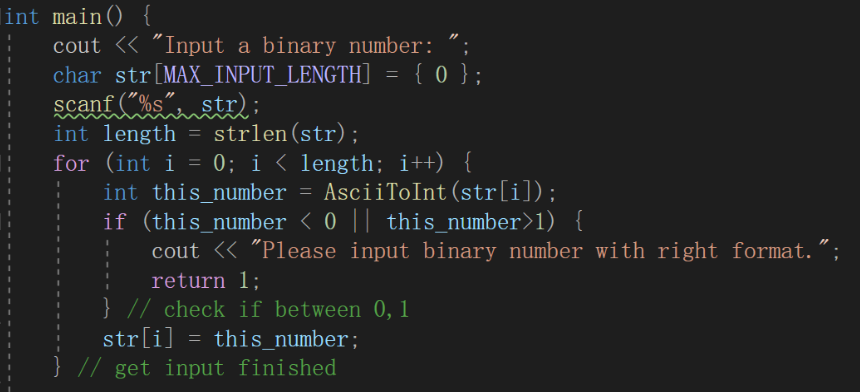 int main() {
cout << "Input a binary number: ";
char str[MAX_INPUT_LENGTH] = { 0 };
scanf("%s", str);
int length = strlen(str);
for (int i = 0; i < length; i++) {
int this_number = AsciiToInt(str[i]);
if (this_number < 0 || this_number>1) {
cout << "Please input binary number with right format.";
return 1;
} // check if between 0,1
str[i] = this_number;
} // get input finished